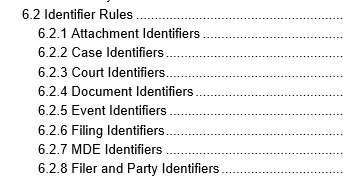 6.2 Identifier Rules ..................................................
6.2.1 Attachment Identifiers ..................................
6.2.2 Case Identifiers ...........................................
6.2.3 Court Identifiers ...........................................
6.2.4 Document Identifiers ....................................
6.2.5 Event Identifiers ..........................................
6.2.6 Filing Identifiers ...........................................
6.2.7 MDE Identifiers ............................................
6.2.8 Filer and Party Identifiers ..............................